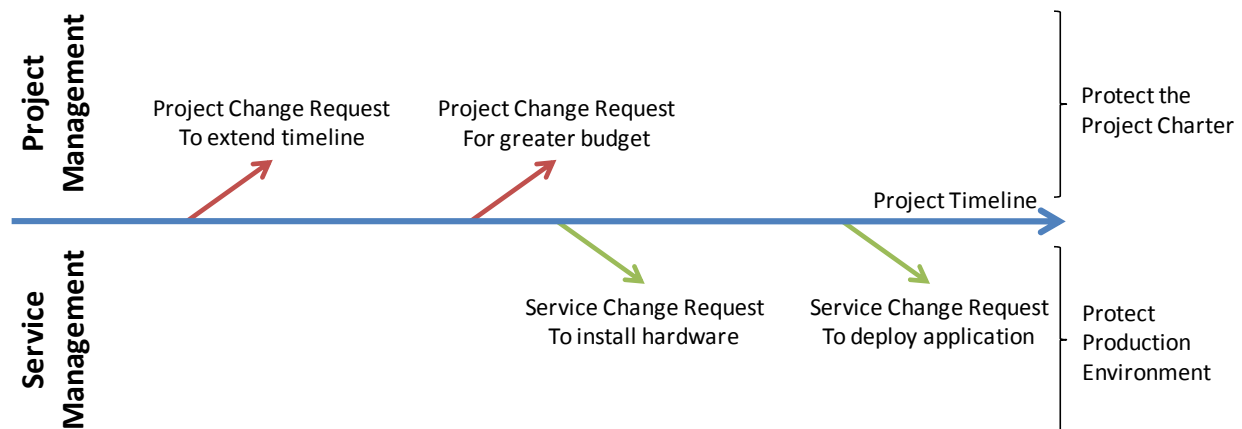 Project
Management
Project Change Request
To extend timeline
Project Change Request
For greater budget
Protect the
Project Charter
Project Timeline
Service
Management
Service Change Request
To install hardware
Service Change Request
To deploy application
Protect
Production
Environment